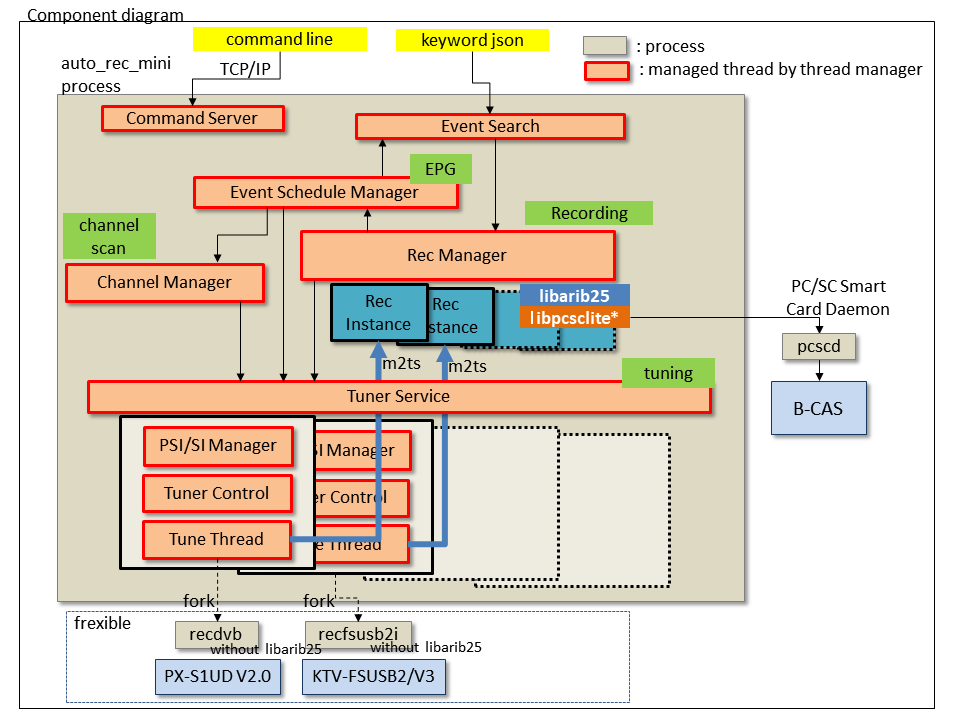 Component diagram
command line
keyword json
: process
: managed thread by thread manager
auto_rec_mini
process
TCP/IP
Command Server
Event Search
EPG
Event Schedule Manager
Recording
channel
scan
Rec Manager
Channel Manager
PC/SC Smart
Card Daemon
libarib25
libpcsclite*
Rec
Instance
Rec
stance
pcscd
m2ts
m2ts
tuning
Tuner Service
B-CAS
PSI/SI Manager
SI Manager
Tuner Control
er Control
Tune Thread
e Thread
fork
fork
frexible
recdvb
without libarib25
recfsusb2i
without libarib25
PX-S1UD V2.0
KTV-FSUSB2/V3